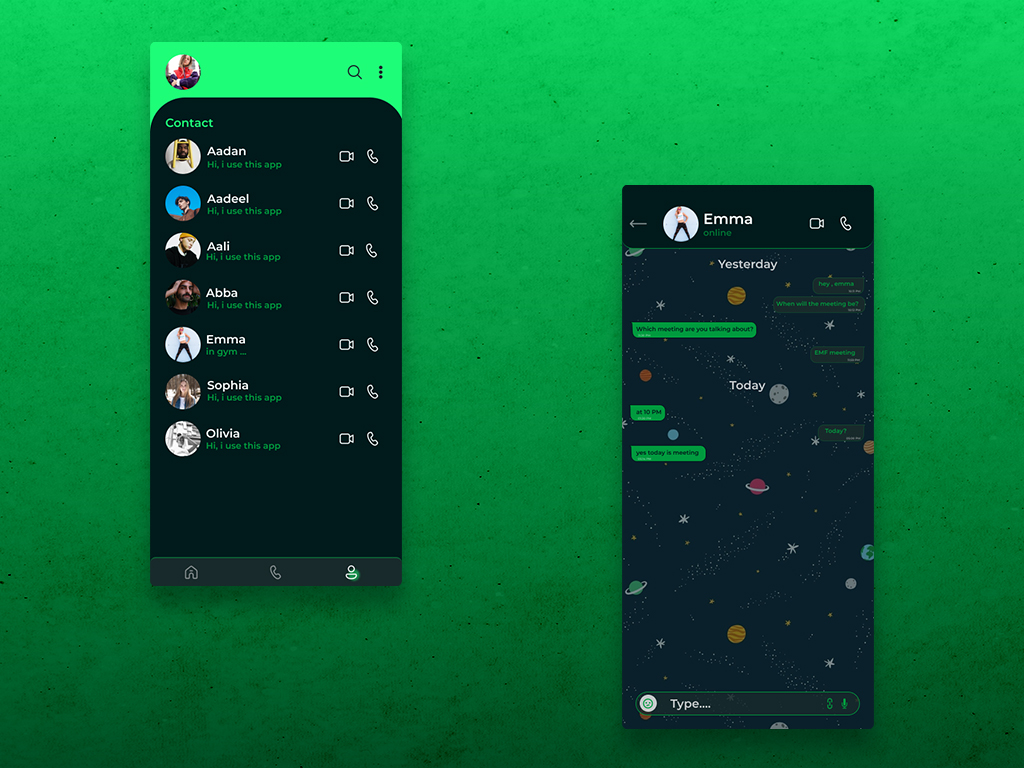 Contact
Aadan
Hi, i use this app
Aadeel
Hi, i use this app
Aali
Hi, i use this app
Abba
Hi, i use this app
Emma
in gym ...
Sophia
Hi, i use this app
Olivia
Hi, i use this app
Emma
online
Yesterday
hey , emma
When will the meeting be?
Which meeting are you talking about?
EMF meeting
Today
at 10 PM
Today?
yes today is meeting
Type....